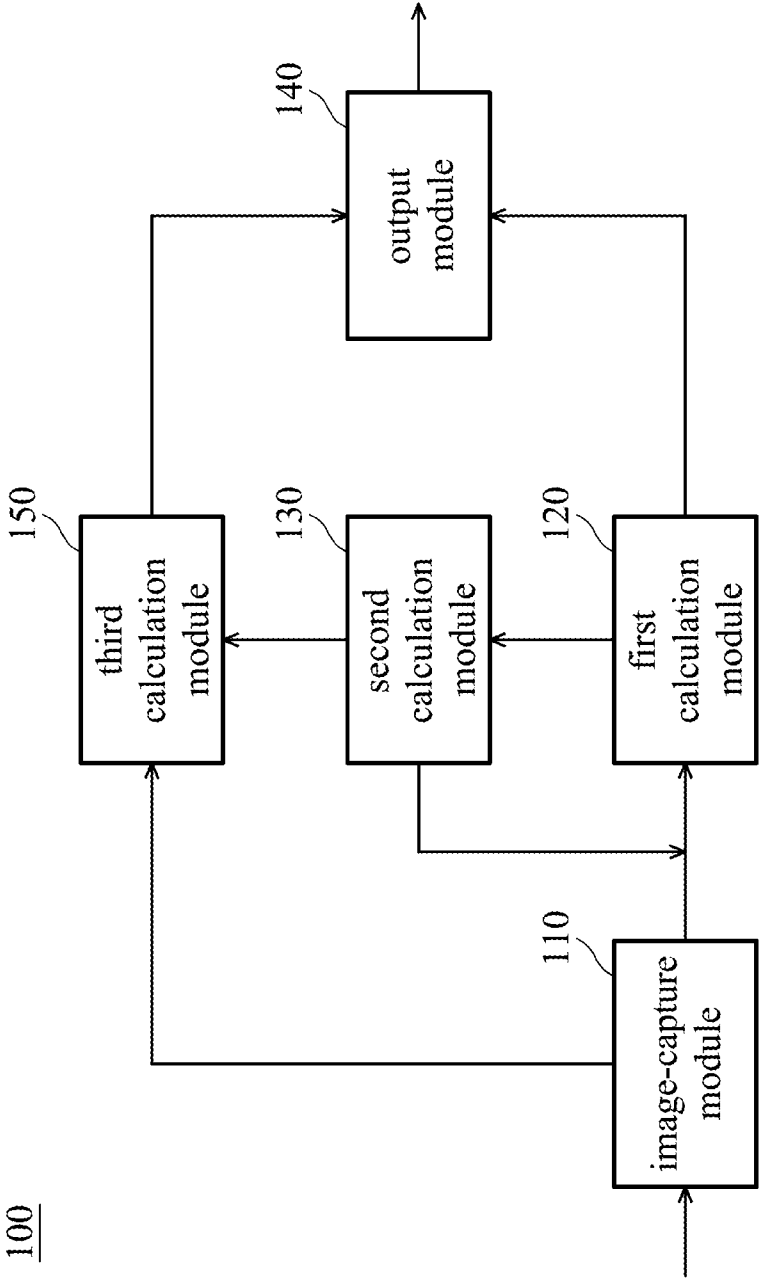 100
110
image-capture
module
150
third
calculation
module
130
second
calculation
module
120
first
calculation
module
140
output
module